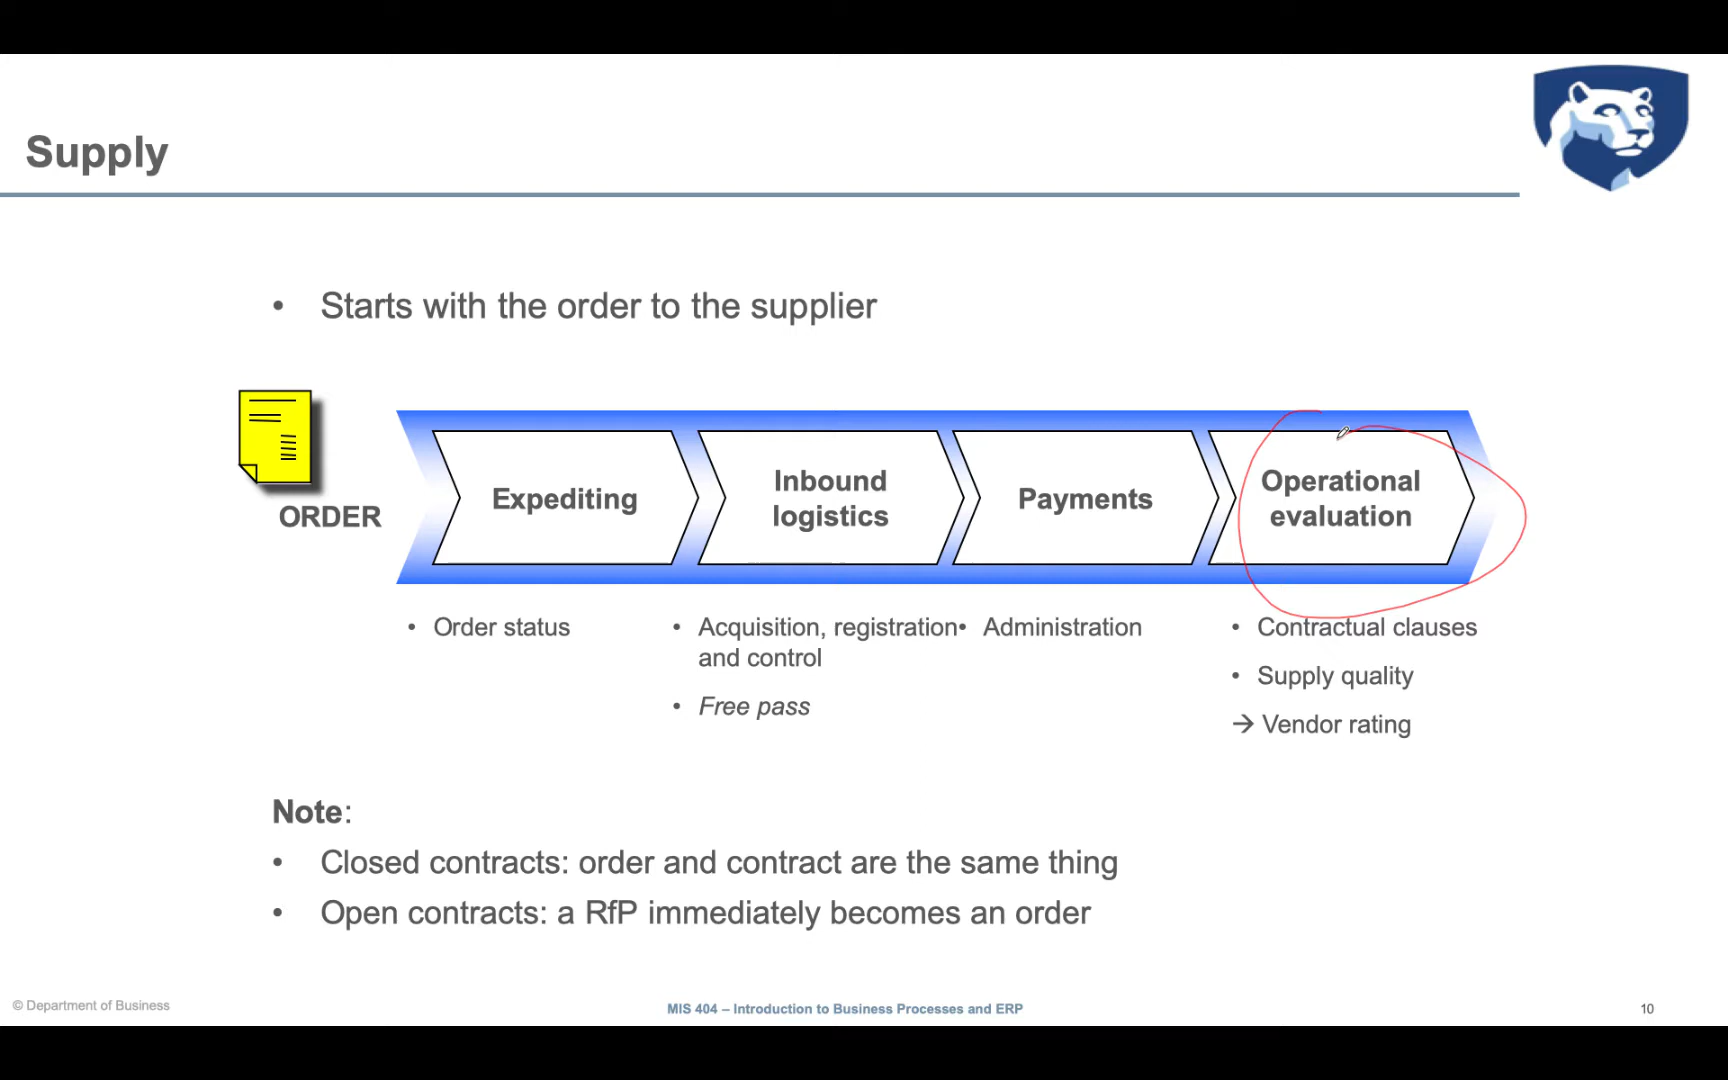 Supply
• Starts with the order to the supplier
ORDER
Expediting
Inbound
logistics
Payments
Operational
evaluation
• Order status
• Acquisition, registration
and control
• Free pass
• Administration
• Contractual clauses
• Supply quality
→ Vendor rating
Note:
• Closed contracts: order and contract are the same thing
• Open contracts: a RfP immediately becomes an order
© Department of Business
MIS 404 – Introduction to Business Processes and ERP
10